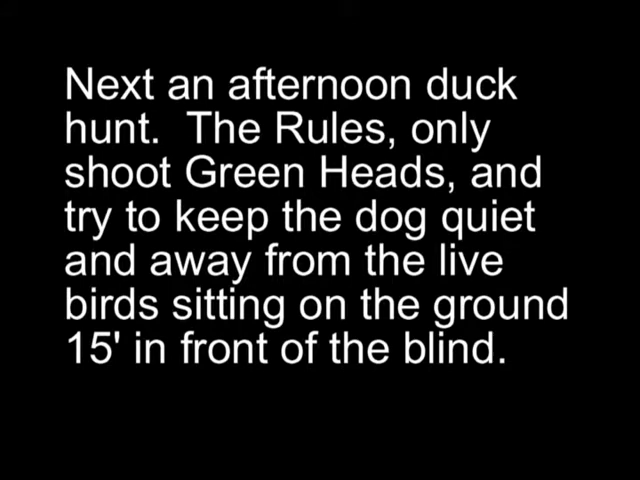 Next an afternoon duck
hunt.  The Rules, only
shoot Green Heads, and
try to keep the dog quiet
and away from the live
birds sitting on the ground
15' in front of the blind.